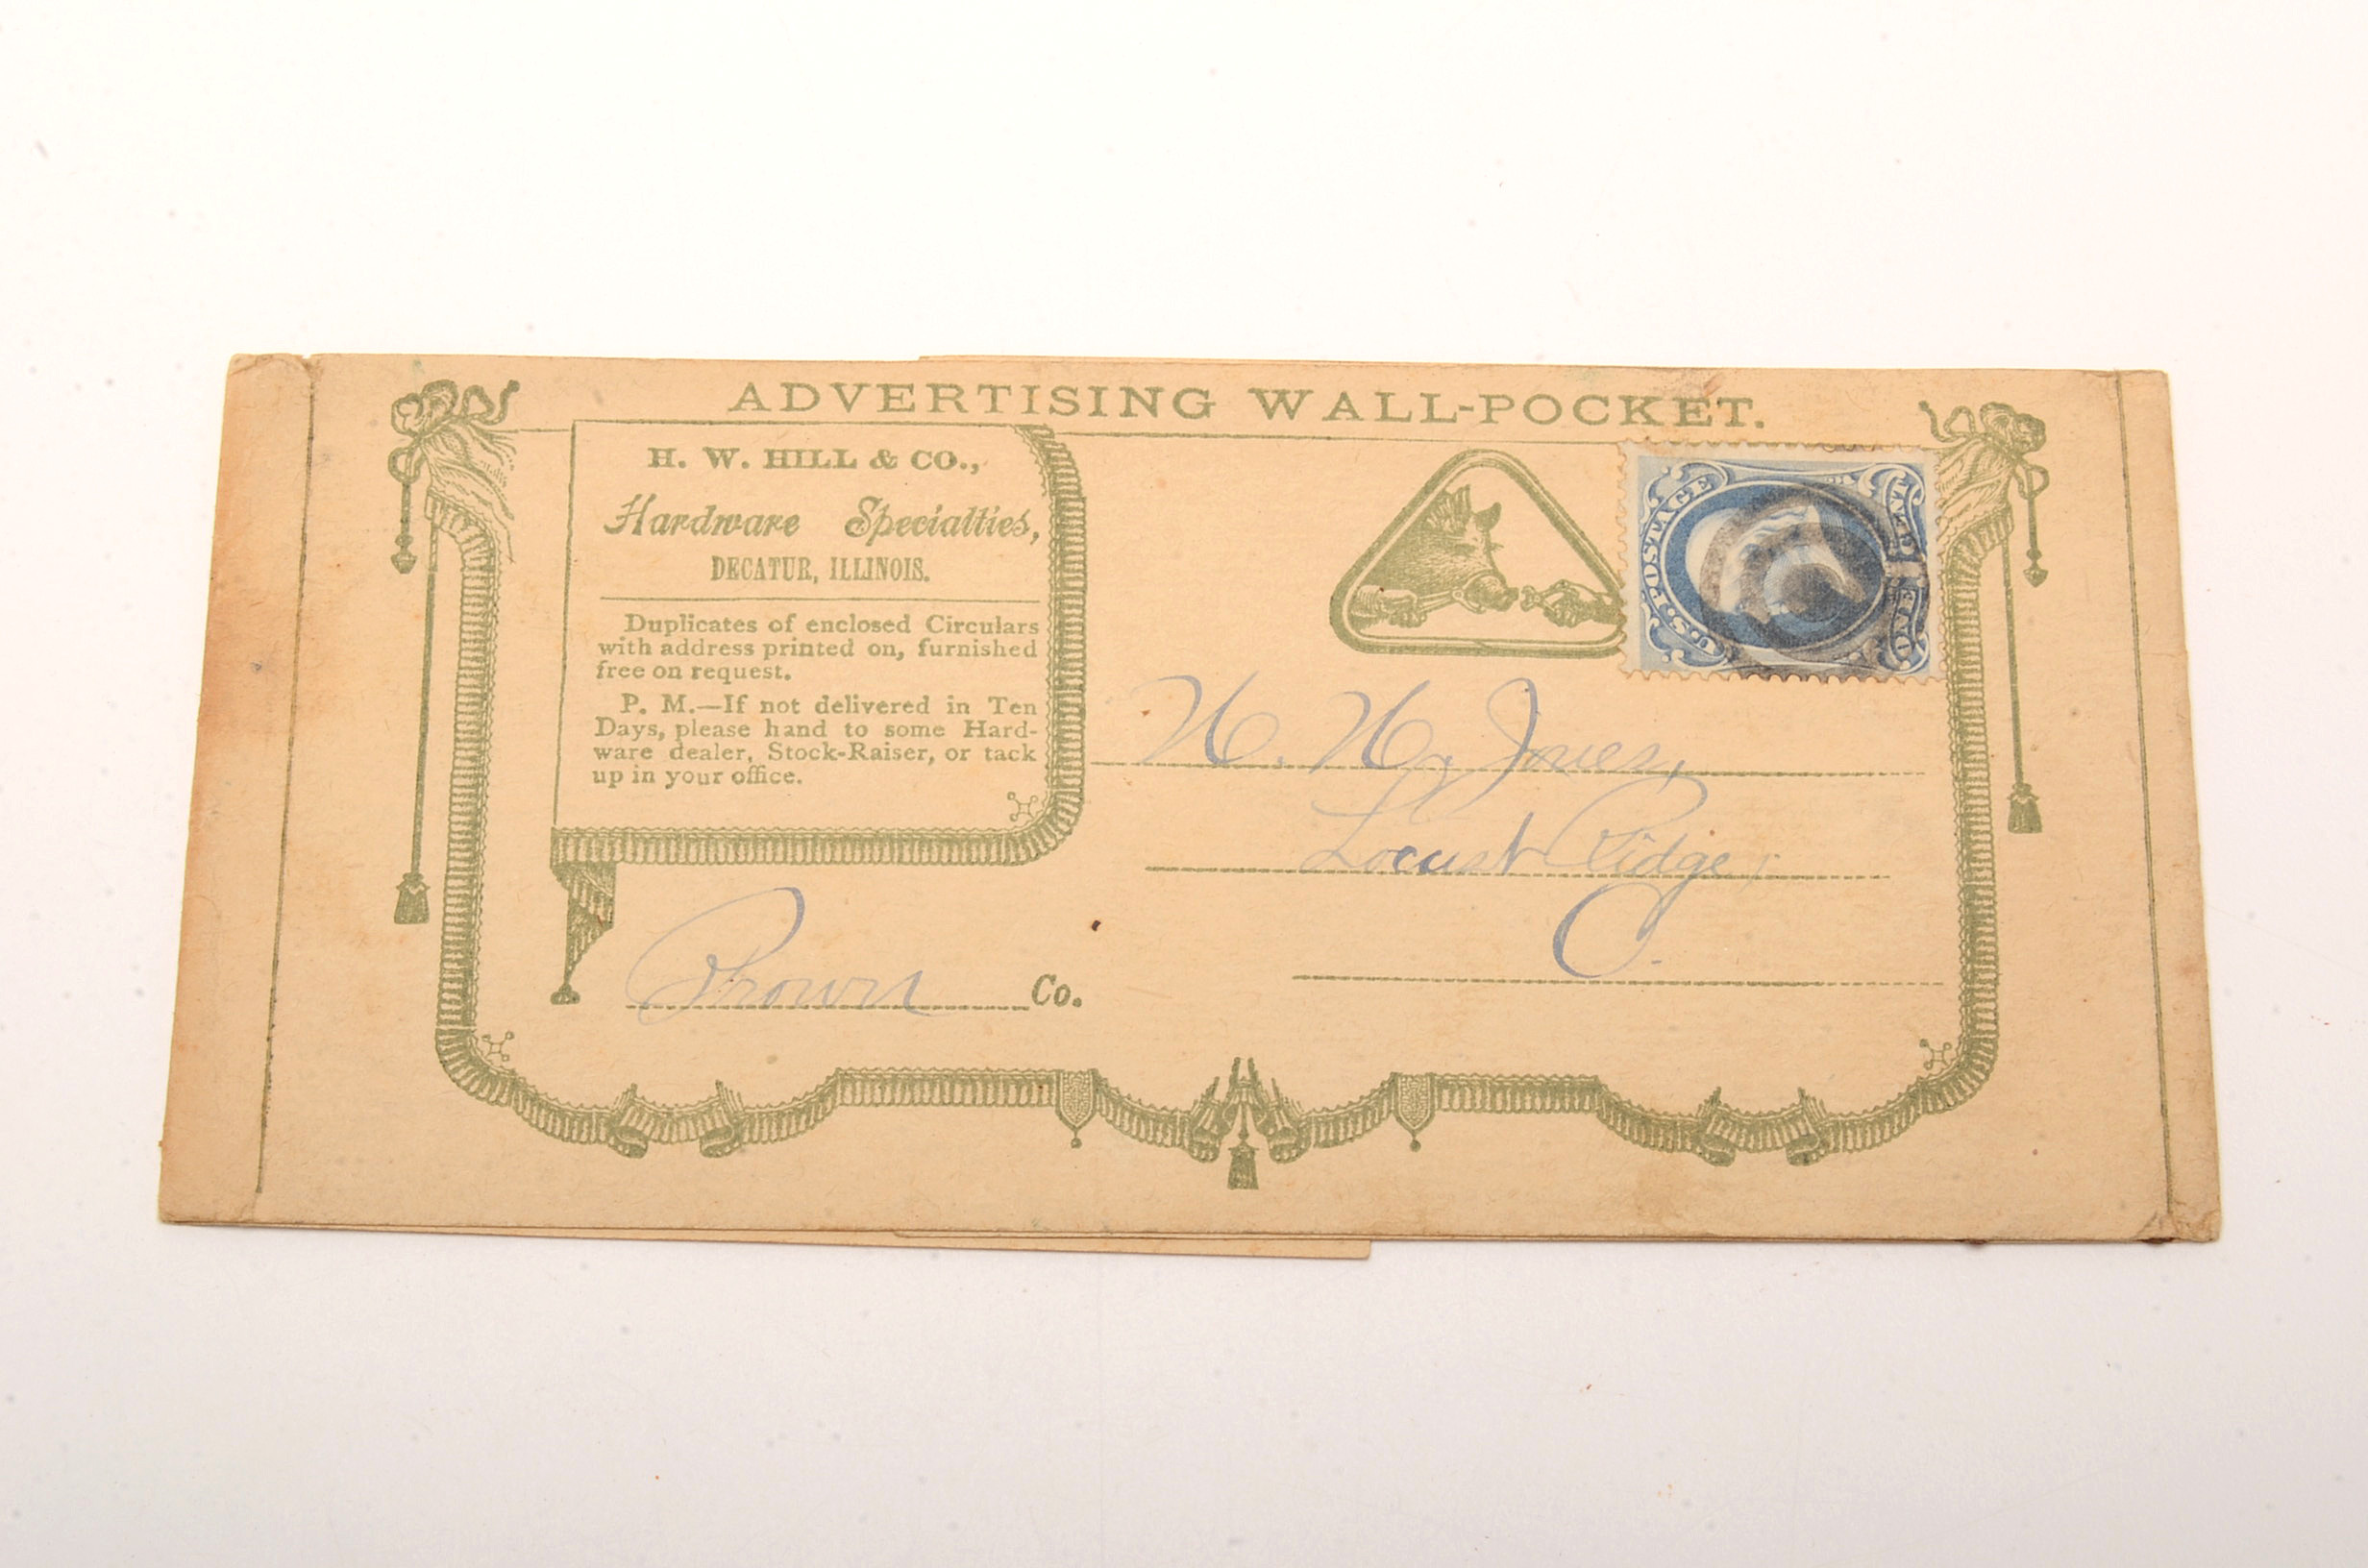 ADVERTISING WALL-POCKET.
H. W. HILL & CO.,
Hardware Specialties,
DECATUR, ILLINOIS.
Duplicates of enclosed Circulars
with address printed on, furnished
free on request.
P. M.—If not delivered in Ten
Days, please hand to some Hard-
ware dealer, Stock-Raiser, or tack
up in your office.
U.S. POSTAGE
ONE CENT
Jones,
Locust Ridge,
O.
Brown Co.